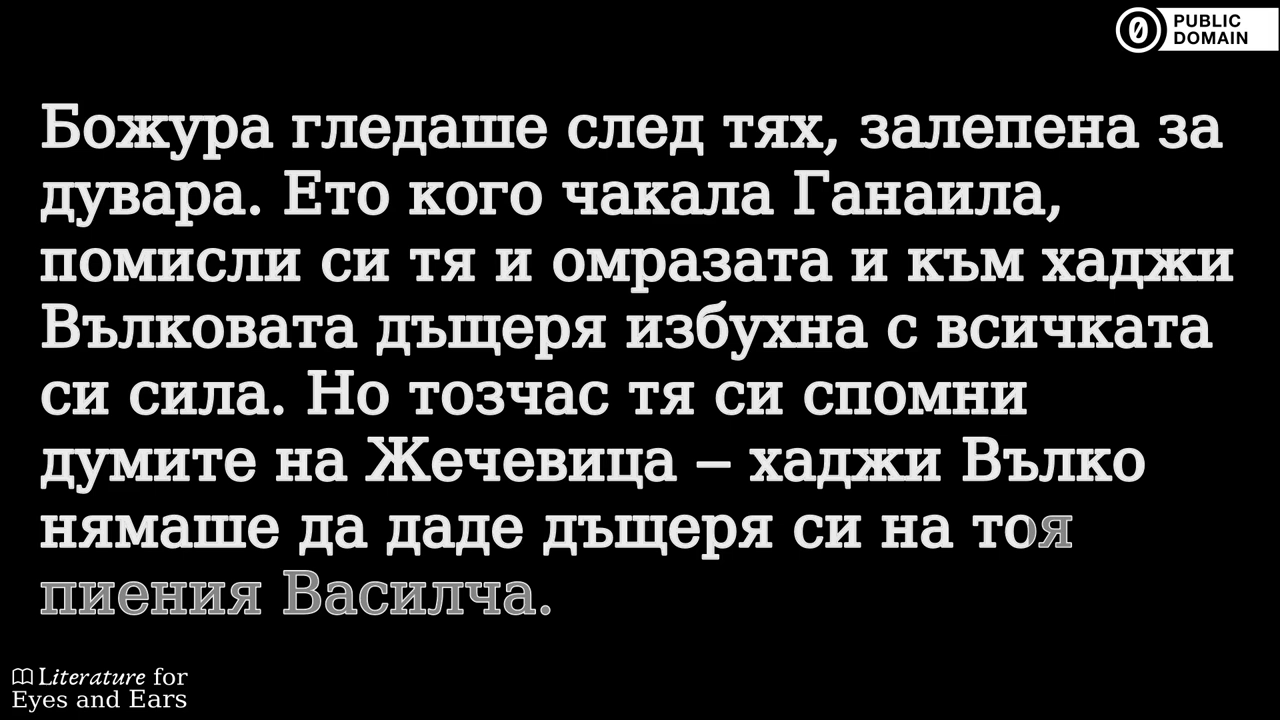 PUBLIC
DOMAIN
Божура гледаше след тях, залепена за
дувара. Ето кого чакала Ганаила,
помисли си тя и омразата и към хаджи
Вълковата дъщеря избухна с всичката
си сила. Но тозчас тя си спомни
думите на Жечевица – хаджи Вълко
нямаше да даде дъщеря си на тоя
пиения Василча.
Literature for
Eyes and Ears